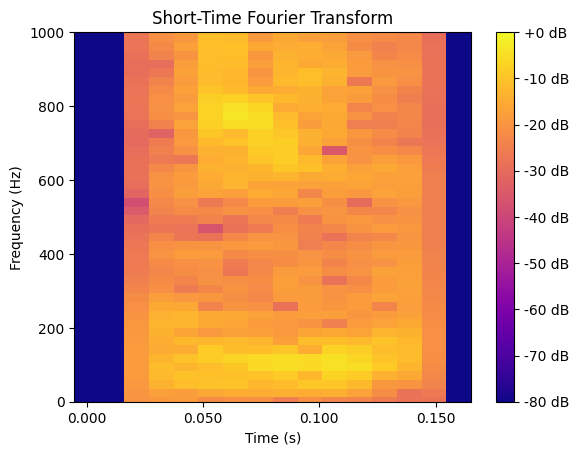 Short-Time Fourier Transform
1000
800
600
400
200
0
Frequency (Hz)
0.000
0.050
0.100
0.150
Time (s)
+0 dB
-10 dB
-20 dB
-30 dB
-40 dB
-50 dB
-60 dB
-70 dB
-80 dB